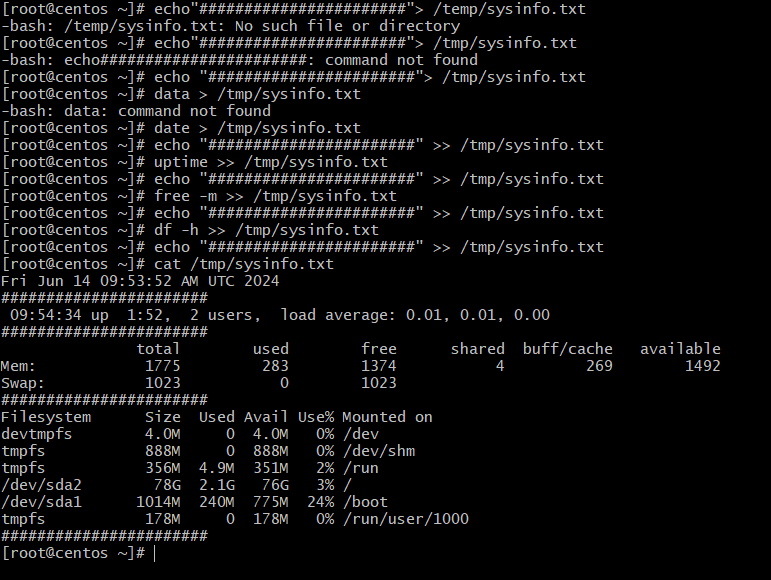 [root@centos ~]# echo"#######################"> /temp/sysinfo.txt
-bash: /temp/sysinfo.txt: No such file or directory
[root@centos ~]# echo"#######################"> /tmp/sysinfo.txt
-bash: echo#######################: command not found
[root@centos ~]# echo "#######################"> /tmp/sysinfo.txt
[root@centos ~]# data > /tmp/sysinfo.txt
-bash: data: command not found
[root@centos ~]# date > /tmp/sysinfo.txt
[root@centos ~]# echo "#######################" >> /tmp/sysinfo.txt
[root@centos ~]# uptime >> /tmp/sysinfo.txt
[root@centos ~]# echo "#######################" >> /tmp/sysinfo.txt
[root@centos ~]# free -m >> /tmp/sysinfo.txt
[root@centos ~]# echo "#######################" >> /tmp/sysinfo.txt
[root@centos ~]# df -h >> /tmp/sysinfo.txt
[root@centos ~]# echo "#######################" >> /tmp/sysinfo.txt
[root@centos ~]# cat /tmp/sysinfo.txt
Fri Jun 14 09:53:52 AM UTC 2024
#######################
 09:54:34 up  1:52,  2 users,  load average: 0.01, 0.01, 0.00
#######################
               total        used        free      shared  buff/cache   available
Mem:            1775         283        1374           4         269        1492
Swap:           1023           0        1023
#######################
Filesystem      Size  Used Avail Use% Mounted on
devtmpfs        4.0M     0  4.0M   0% /dev
tmpfs           888M     0  888M   0% /dev/shm
tmpfs           356M  4.9M  351M   2% /run
/dev/sda2        78G  2.1G   76G   3% /
/dev/sda1      1014M  240M  775M  24% /boot
tmpfs           178M     0  178M   0% /run/user/1000
#######################
[root@centos ~]#